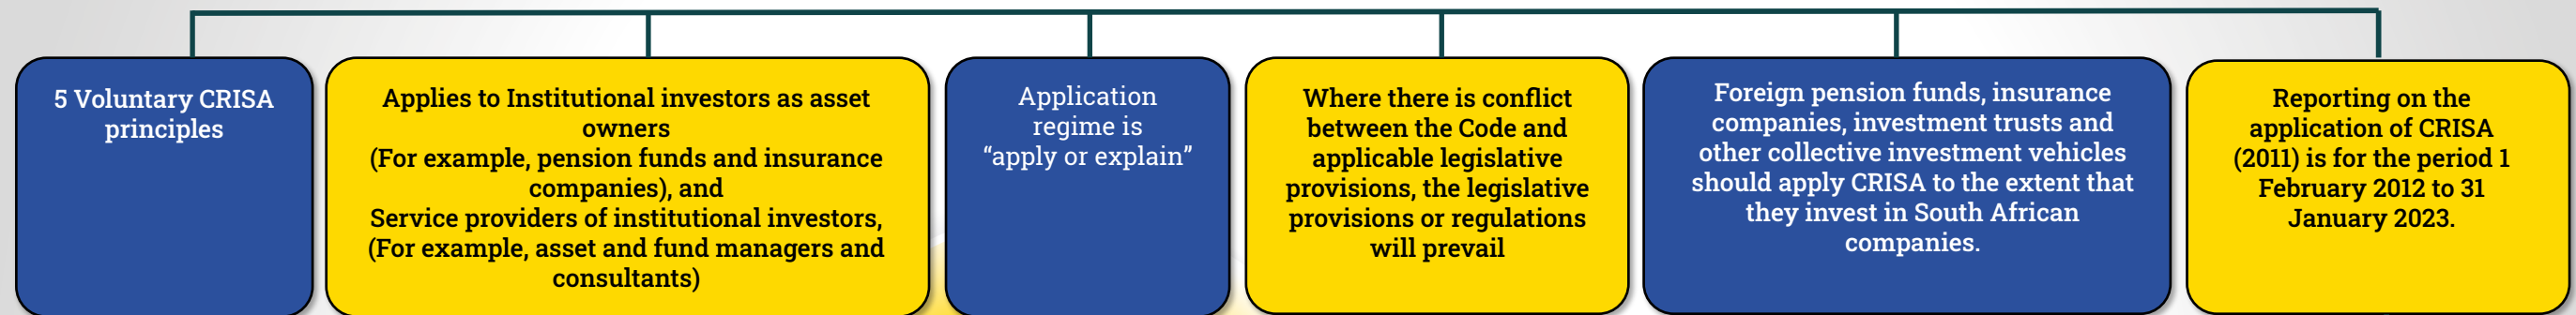 5 Voluntary CRISA
principles
Applies to Institutional investors as asset
owners
(For example, pension funds and insurance
companies), and
Service providers of institutional investors,
(For example, asset and fund managers and
consultants)
Application
regime is
“apply or explain”
Where there is conflict
between the Code and
applicable legislative
provisions, the legislative
provisions or regulations
will prevail
Foreign pension funds, insurance
companies, investment trusts and
other collective investment vehicles
should apply CRISA to the extent that
they invest in South African
companies.
Reporting on the
application of CRISA
(2011) is for the period 1
February 2012 to 31
January 2023.